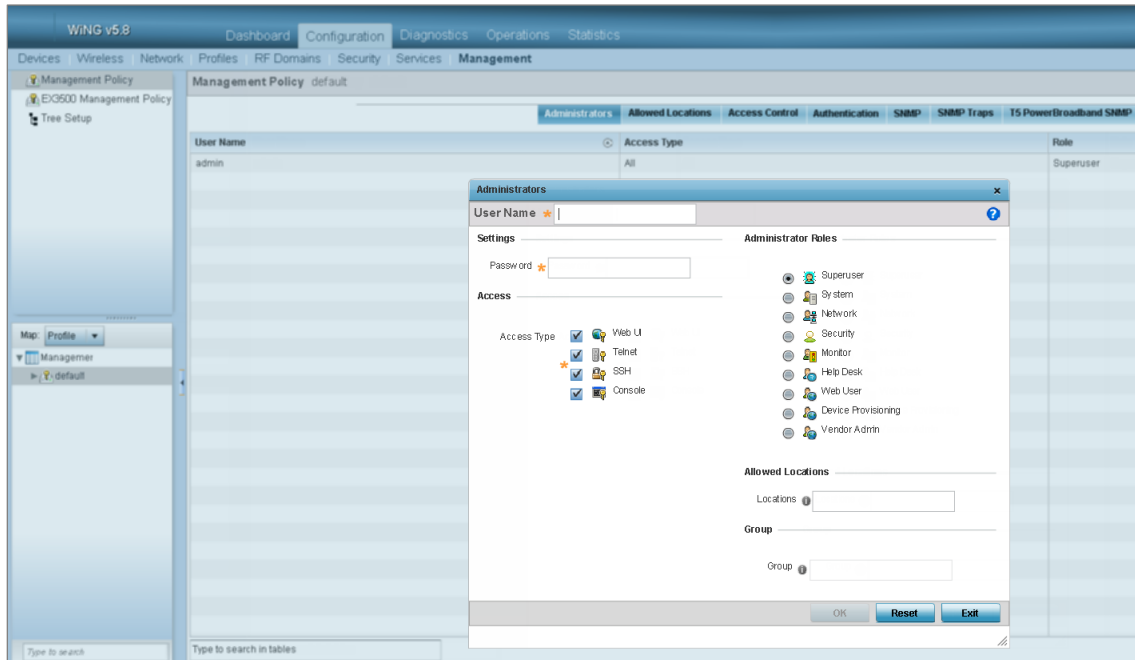 WiNG v5.8
Dashboard Configuration Diagnostics Operations Statistics
Devices Wireless Network Profiles RF Domains Security Services Management
Management Policy
EX3500 Management Policy
Tree Setup
Management Policy default
Administrators Allowed Locations Access Control Authentication SNMP SNMP Traps T5 PowerBroadband SNMP
User Name Access Type Role
admin All Superuser
Administrators
User Name *
Settings
Password *
Access
Access Type
Web UI
Telnet
* SSH
Console
Administrator Roles
Superuser
System
Network
Security
Monitor
Help Desk
Web User
Device Provisioning
Vendor Admin
Allowed Locations
Locations
Group
Group
OK Reset Exit
Map: Profile
Managemer
default
Type to search
Type to search in tables